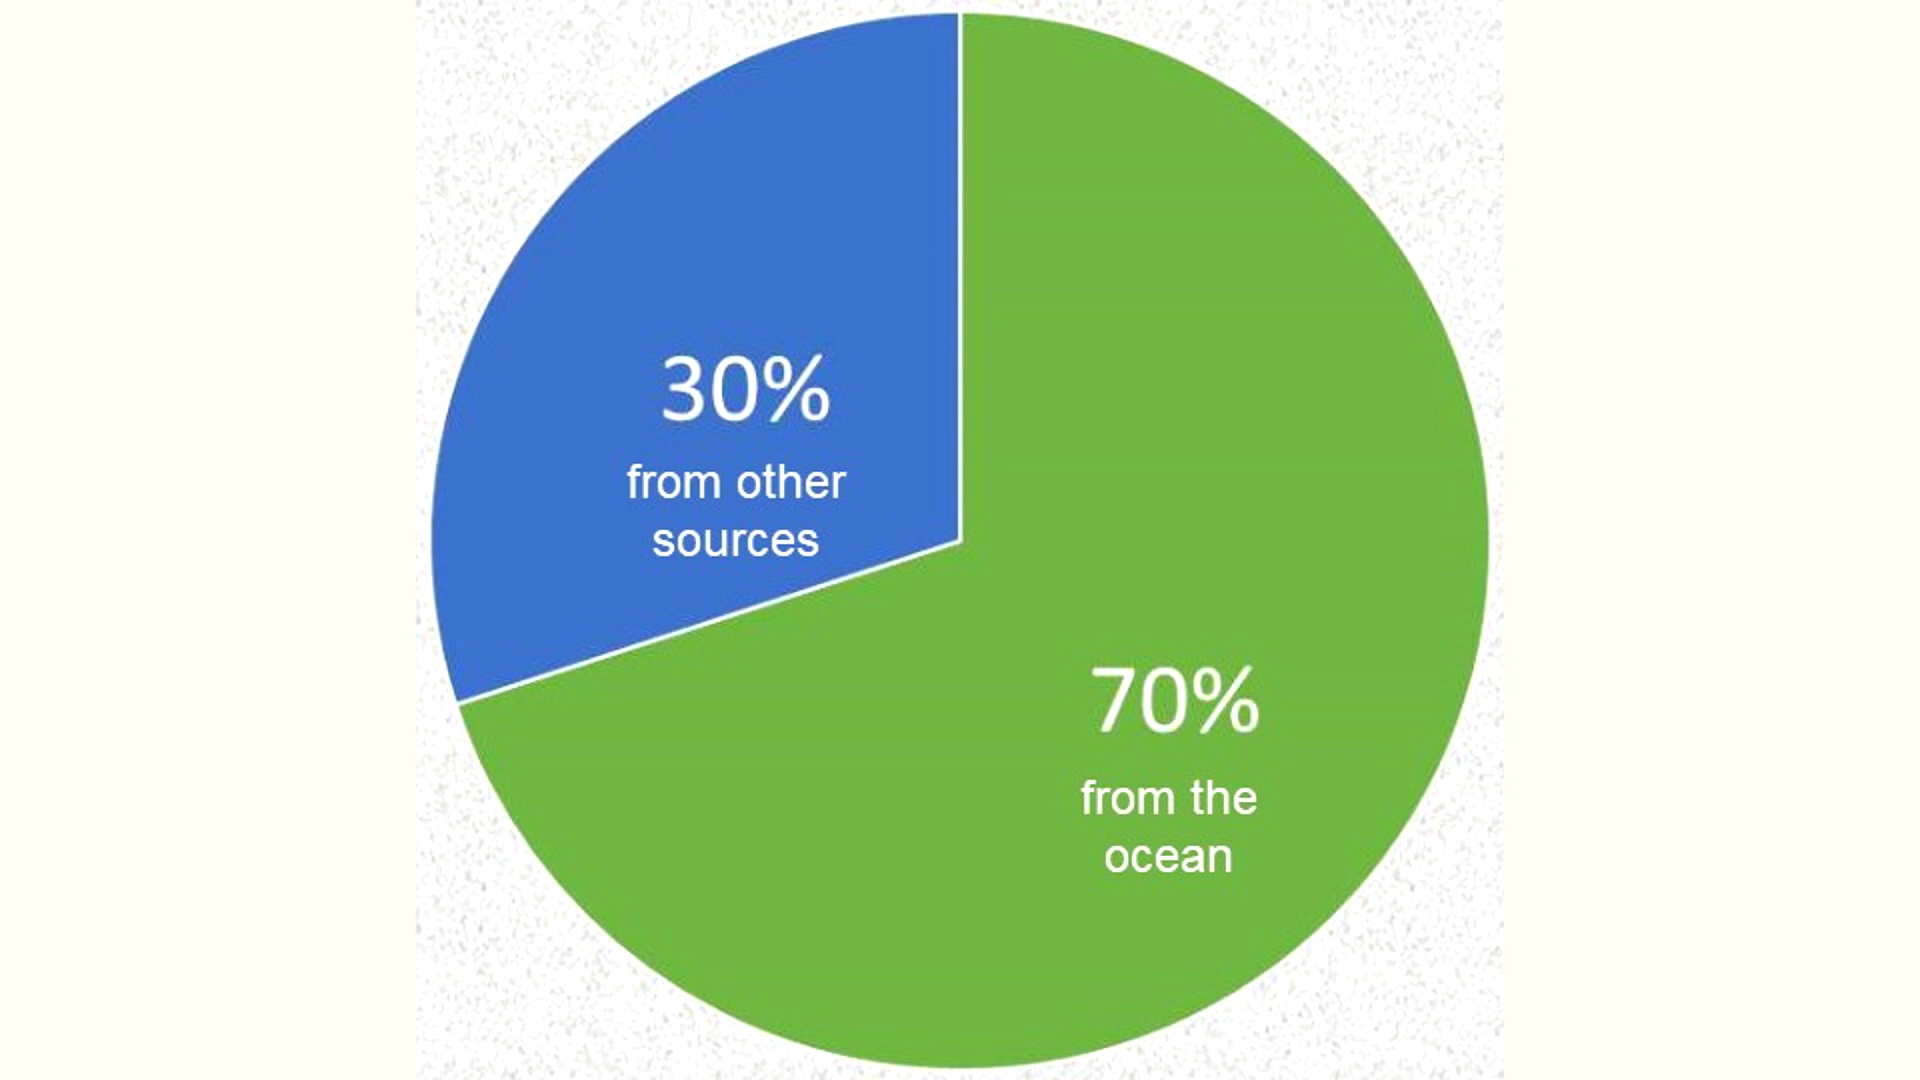 30%
from other
sources
70%
from the
ocean